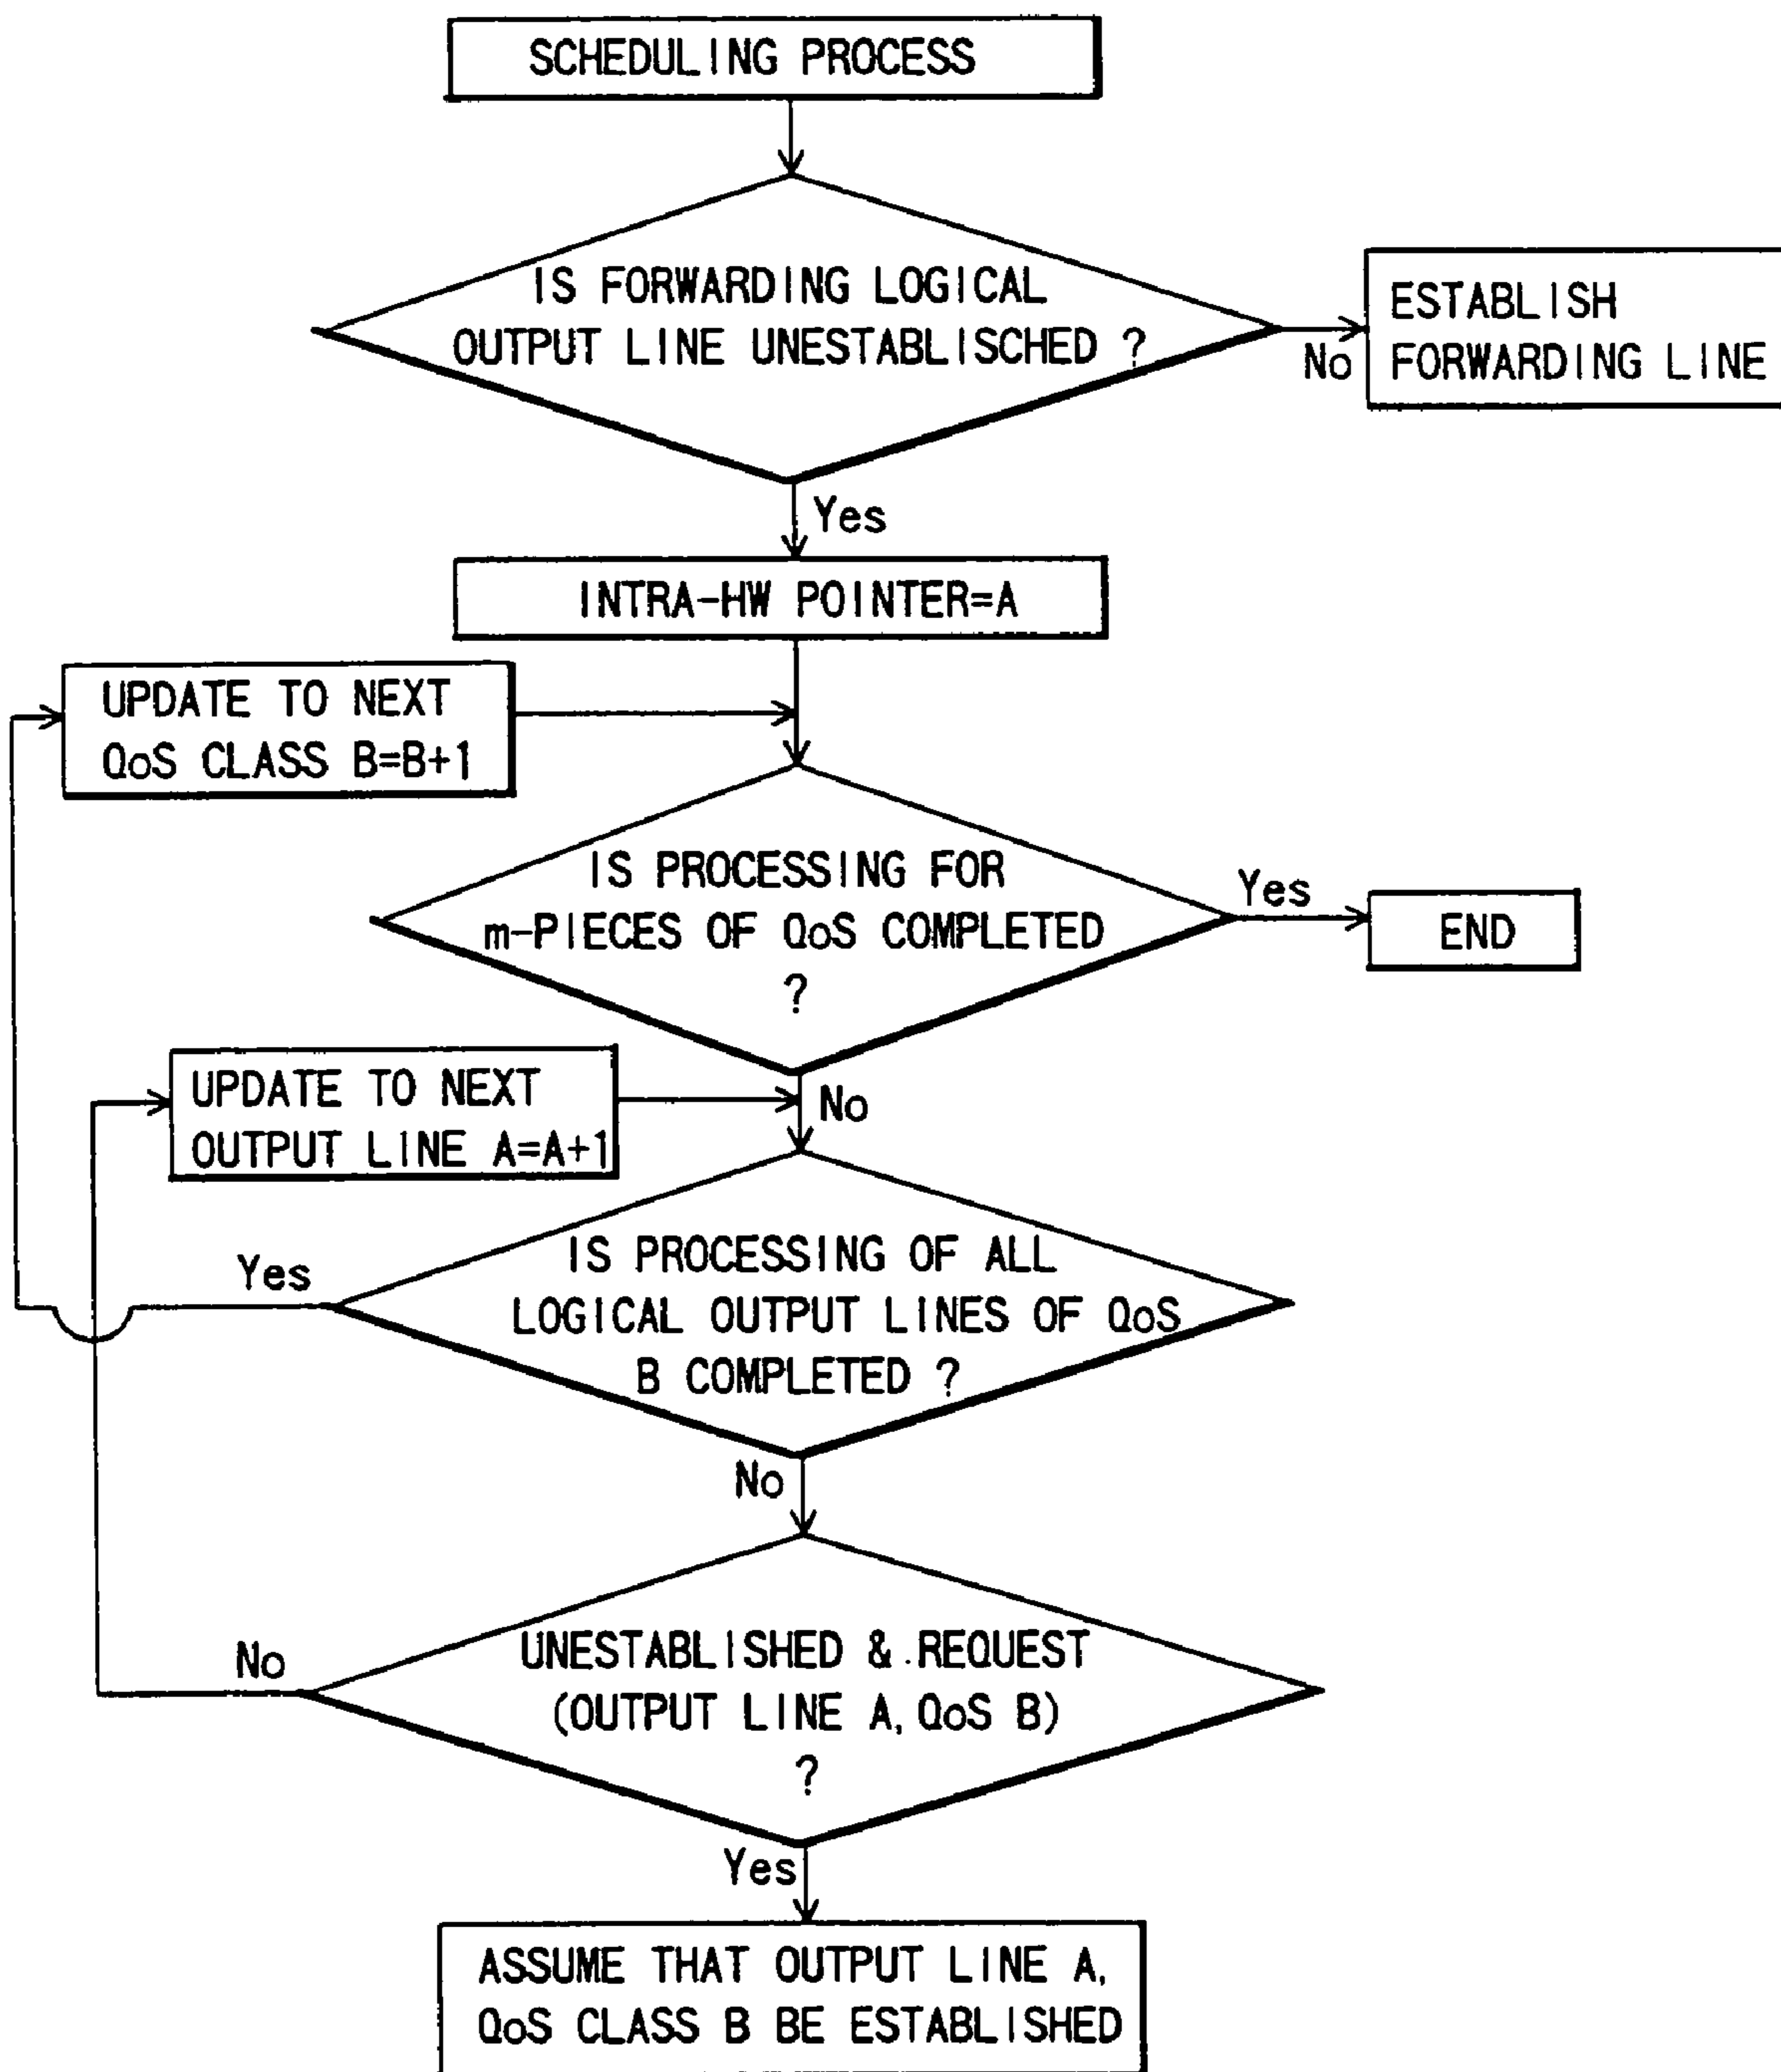 SCHEDULING PROCESS
IS FORWARDING LOGICAL
OUTPUT LINE UNESTABLISCHED ?
No
ESTABLISH
FORWARDING LINE
Yes
INTRA-HW POINTER=A
UPDATE TO NEXT
QoS CLASS B=B+1
IS PROCESSING FOR
m-PIECES OF QoS COMPLETED
?
Yes
END
UPDATE TO NEXT
OUTPUT LINE A=A+1
No
Yes
IS PROCESSING OF ALL
LOGICAL OUTPUT LINES OF QoS
B COMPLETED ?
No
No
UNESTABLISHED & REQUEST
(OUTPUT LINE A, QoS B)
?
Yes
ASSUME THAT OUTPUT LINE A,
QoS CLASS B BE ESTABLISHED